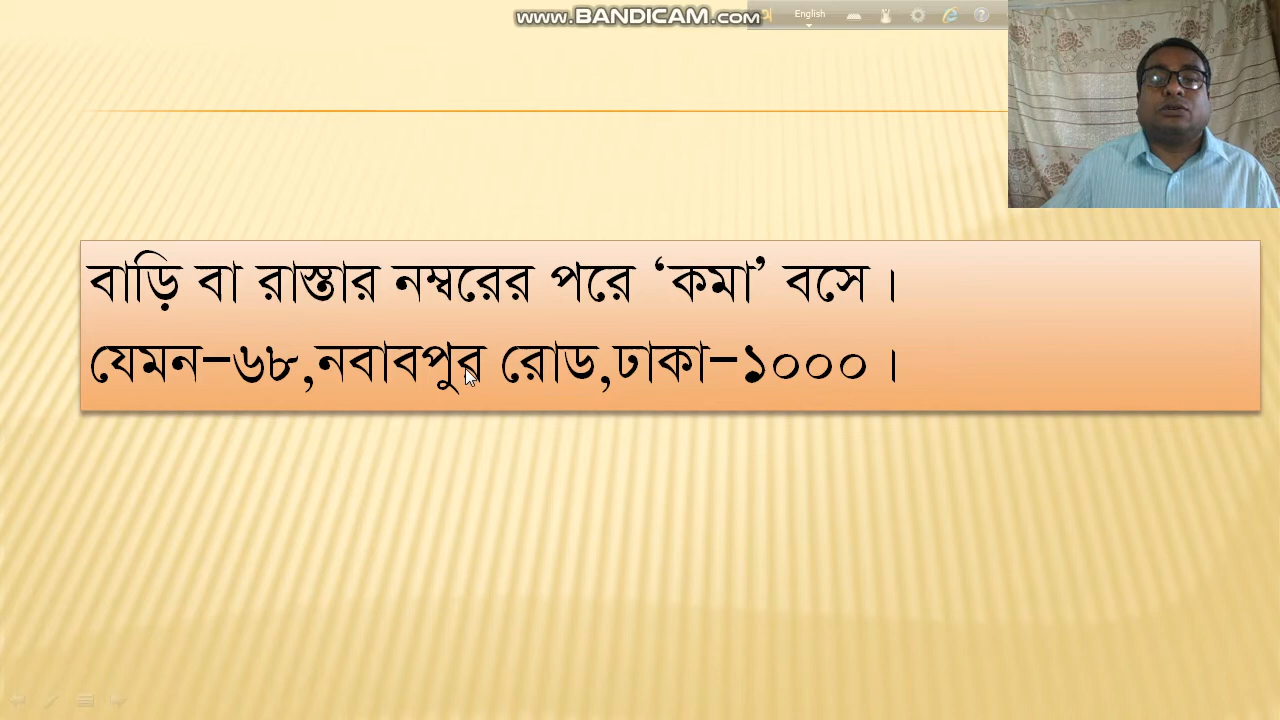 www.BANDICAM.com
English
বাড়ি বা রাস্তার নম্বরের পরে ‘কমা’ বসে।
যেমন-৬৮,নবাবপুর রোড,ঢাকা-১০০০।